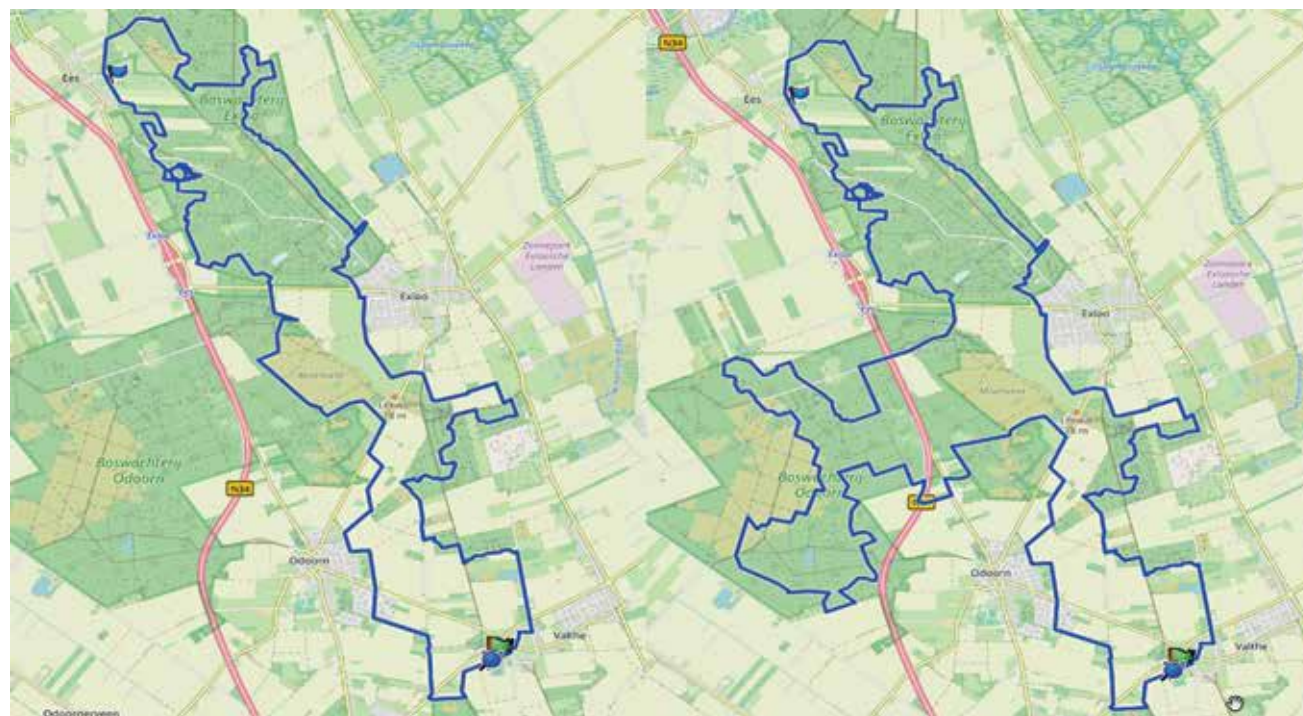 Ees
Boswachterij
Exloo
Exloo
Zonnepark
Exloosche
Landen
Exloo
N34
Boswachterij
Odoorn
Odoorn
Valthe
Odoornerveen
N34
Ees
Boswachterij
Exloo
Zonnepark
Exloosche
Landen
Exloo
Boswachterij
Odoorn
Odoorn
Valthe